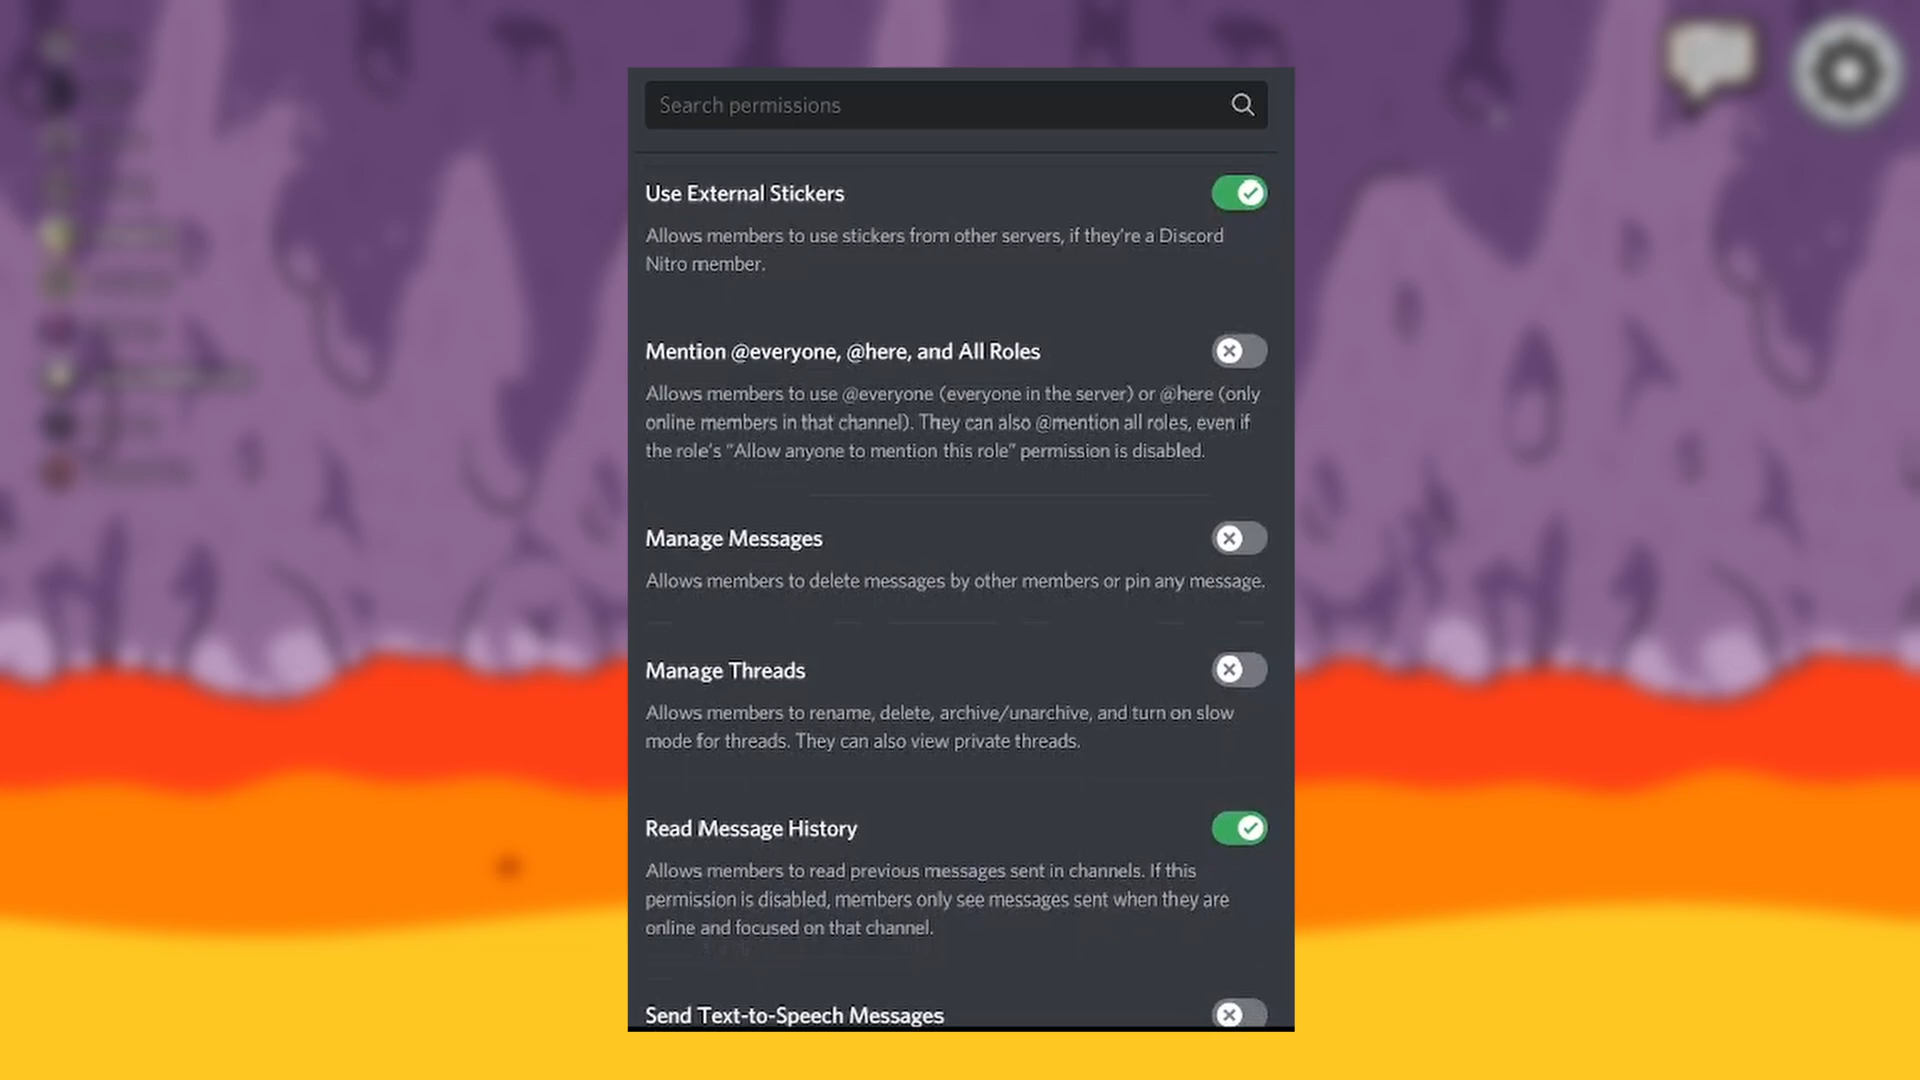 Search permissions
Use External Stickers
Allows members to use stickers from other servers, if they're a Discord
Nitro member.
Mention @everyone, @here, and All Roles
Allows members to use @everyone (everyone in the server) or @here (only
online members in that channel). They can also @mention all roles, even if
the role's "Allow anyone to mention this role" permission is disabled.
Manage Messages
Allows members to delete messages by other members or pin any message.
Manage Threads
Allows members to rename, delete, archive/unarchive, and turn on slow
mode for threads. They can also view private threads.
Read Message History
Allows members to read previous messages sent in channels. If this
permission is disabled, members only see messages sent when they are
online and focused on that channel.
Send Text-to-Speech Messages